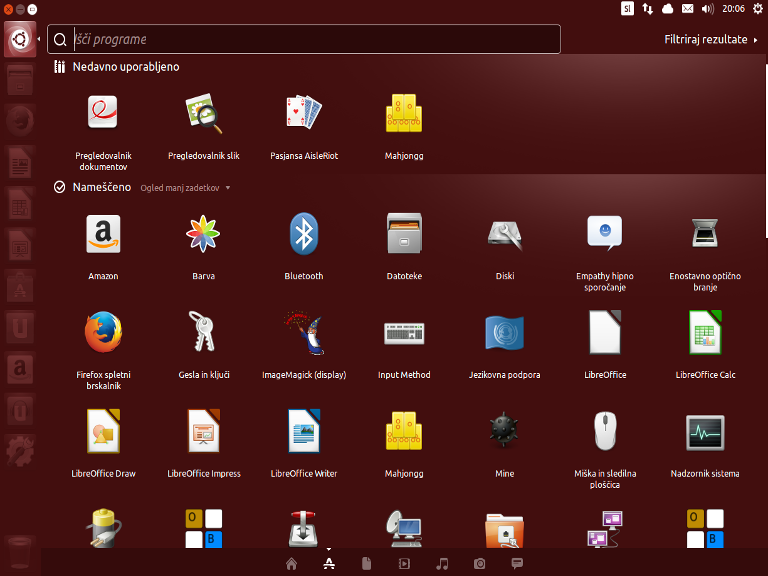 Sl
20:06
Išči programe
Filtriraj rezultate
Nedavno uporabljeno
Pregledovalnik
dokumentov
Pregledovalnik slik
Pasjansa AisleRiot
Mahjongg
Nameščeno
Ogled manj zadetkov
Amazon
Barva
Bluetooth
Datoteke
Diski
Empathy hipno
sporočanje
Enostavno optično
branje
Firefox spletni
brskalnik
Gesla in ključi
ImageMagick (display)
Input Method
Jezikovna podpora
LibreOffice
LibreOffice Calc
LibreOffice Draw
LibreOffice Impress
LibreOffice Writer
Mahjongg
Mine
Miška in sledilna
ploščica
Nadzornik sistema